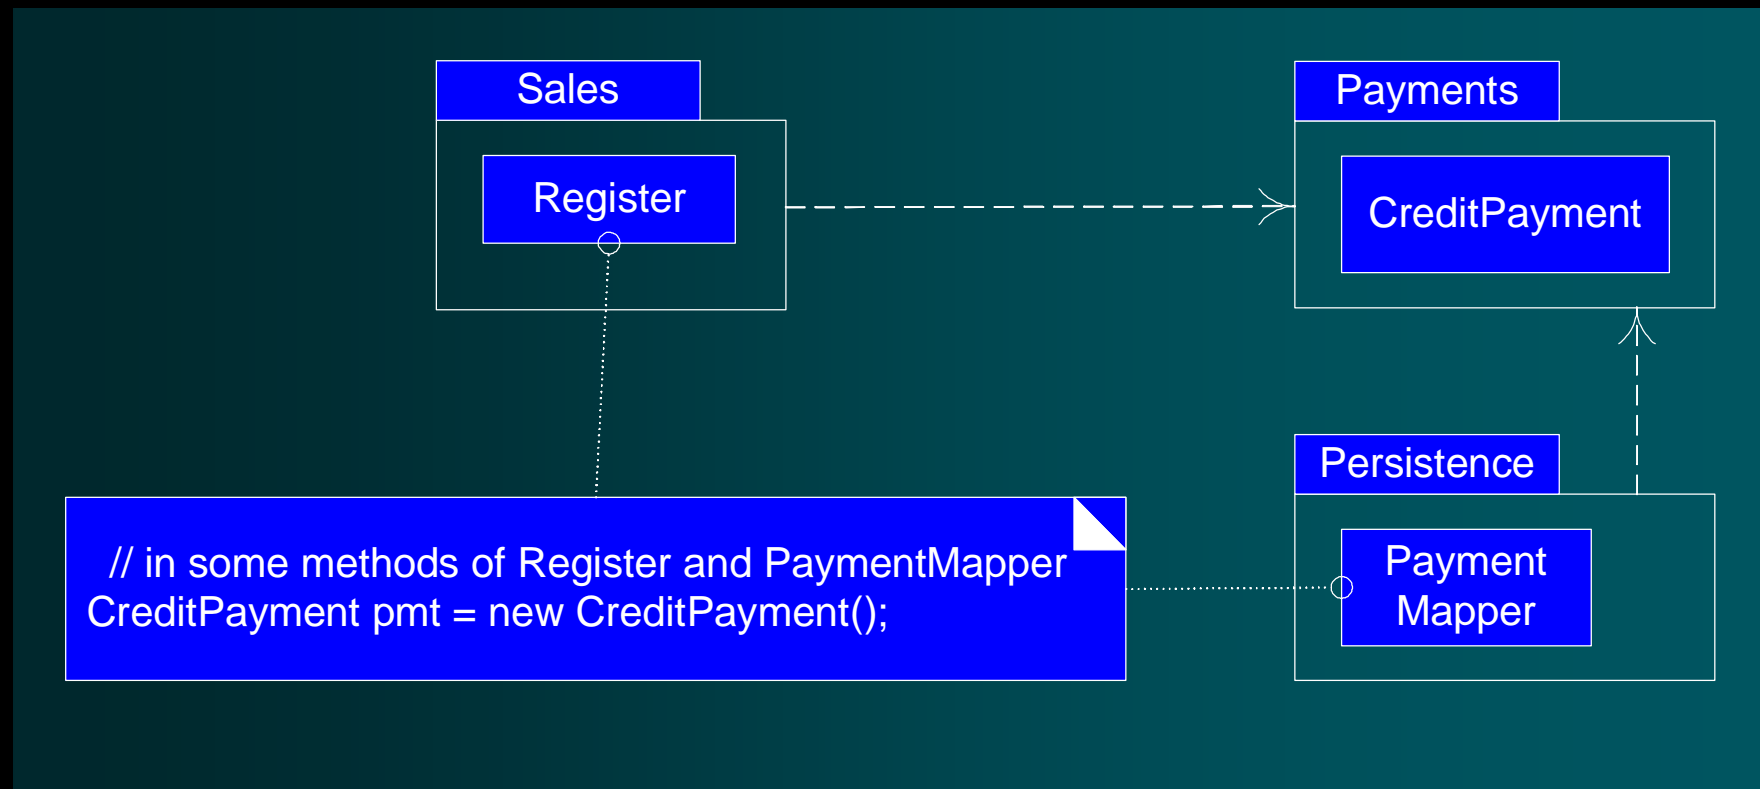 Sales
Register
Payments
CreditPayment
Persistence
Payment
Mapper
// in some methods of Register and PaymentMapper
CreditPayment pmt = new CreditPayment();